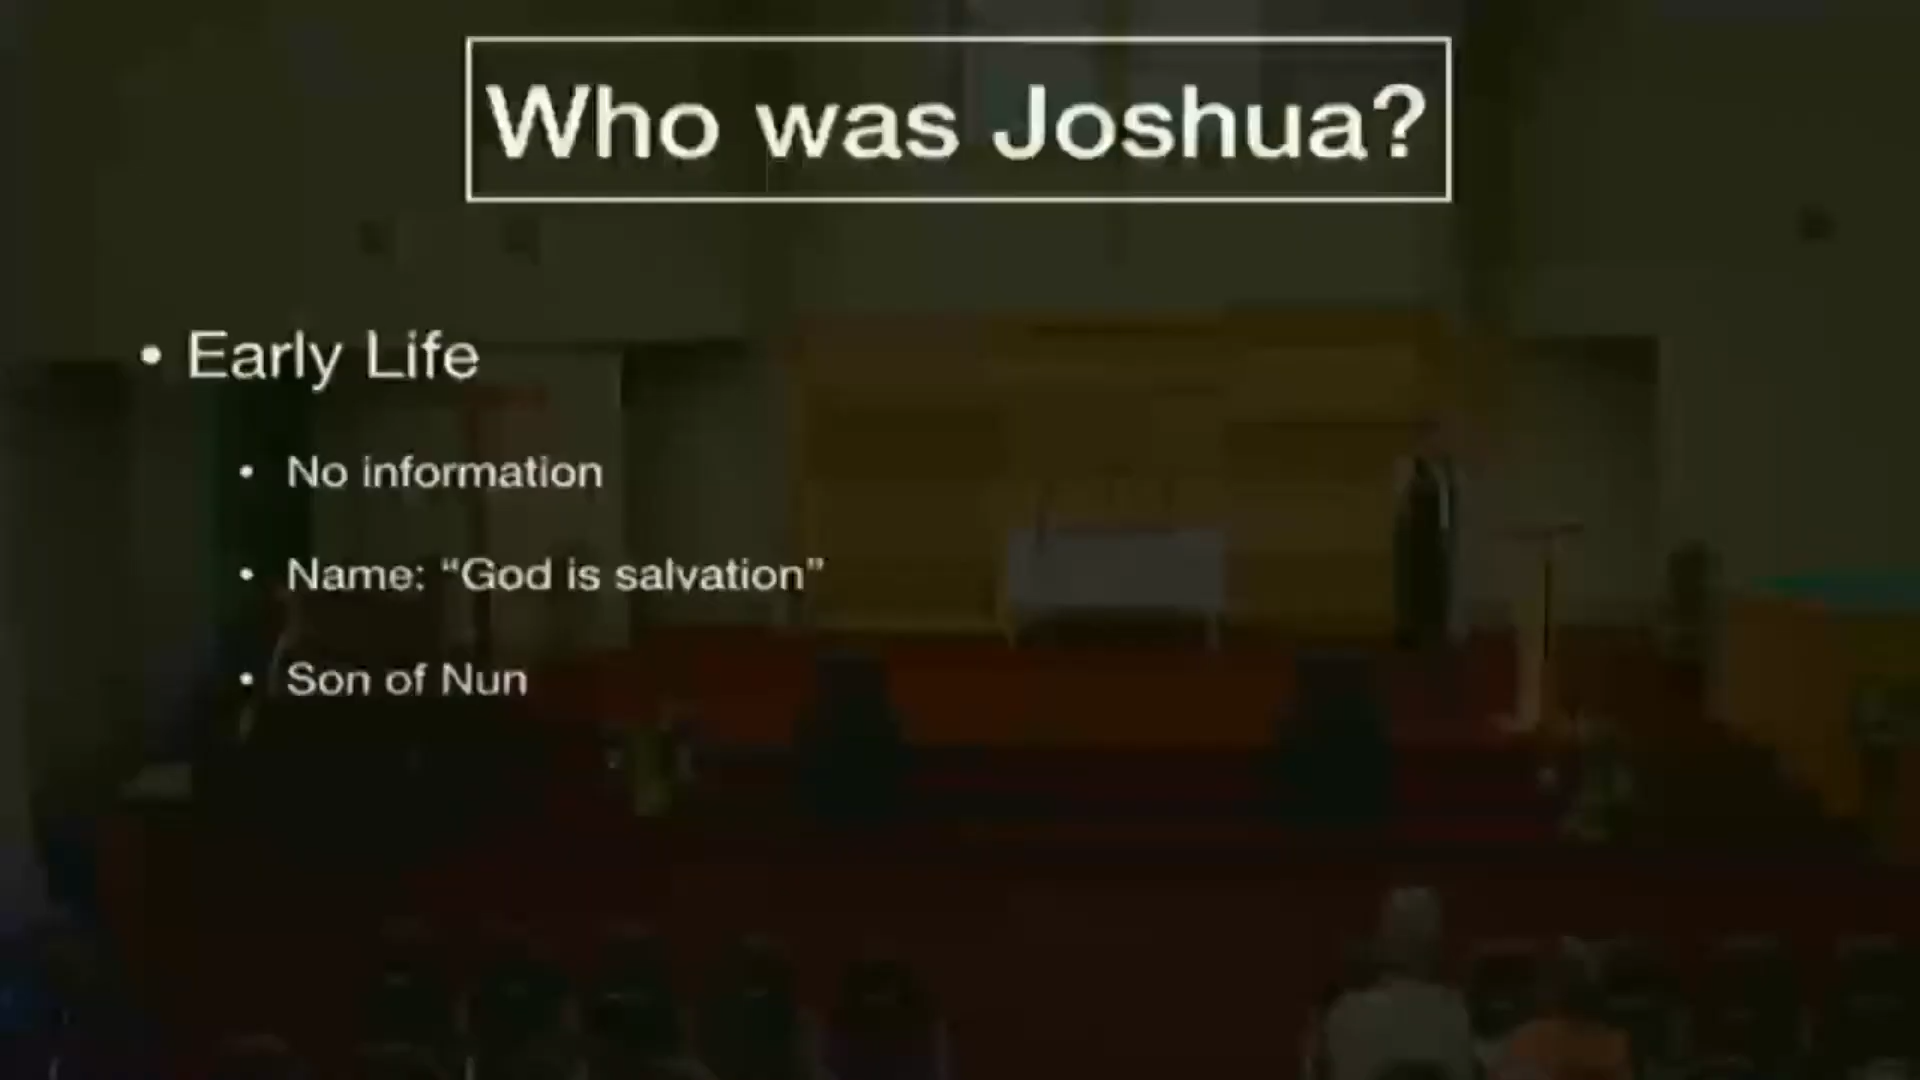 Who was Joshua?
• Early Life
• No information
• Name: “God is salvation”
• Son of Nun